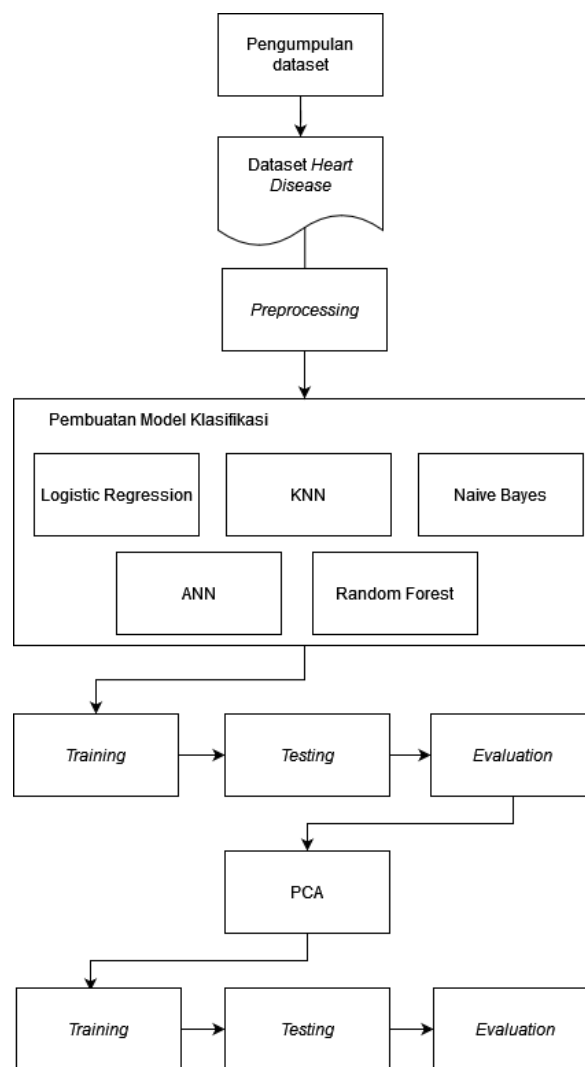 Pengumpulan
dataset
Dataset Heart
Disease
Preprocessing
Pembuatan Model Klasifikasi
Logistic Regression
KNN
Naive Bayes
ANN
Random Forest
Training
Testing
Evaluation
PCA
Training
Testing
Evaluation